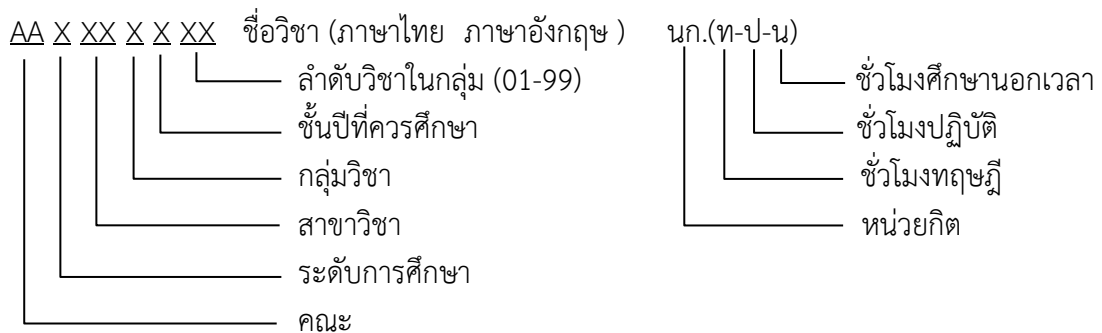 AA X XX X X XX ชื่อวิชา (ภาษาไทย ภาษาอังกฤษ ) นก.(ท-ป-น)
ลำดับวิชาในกลุ่ม (01-99) ชั่วโมงศึกษานอกเวลา
ชั้นปีที่ควรศึกษา ชั่วโมงปฏิบัติ
กลุ่มวิชา ชั่วโมงทฤษฎี
สาขาวิชา หน่วยกิต
ระดับการศึกษา
คณะ